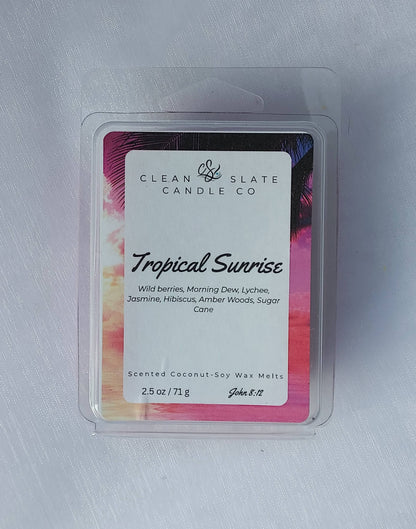 CLEAN SLATE
CANDLE CO
Tropical Sunrise
Wild berries, Morning Dew, Lychee,
Jasmine, Hibiscus, Amber Woods, Sugar
Cane
Scented Coconut-Soy Wax Melts
2.5 oz / 71 g John 8:12